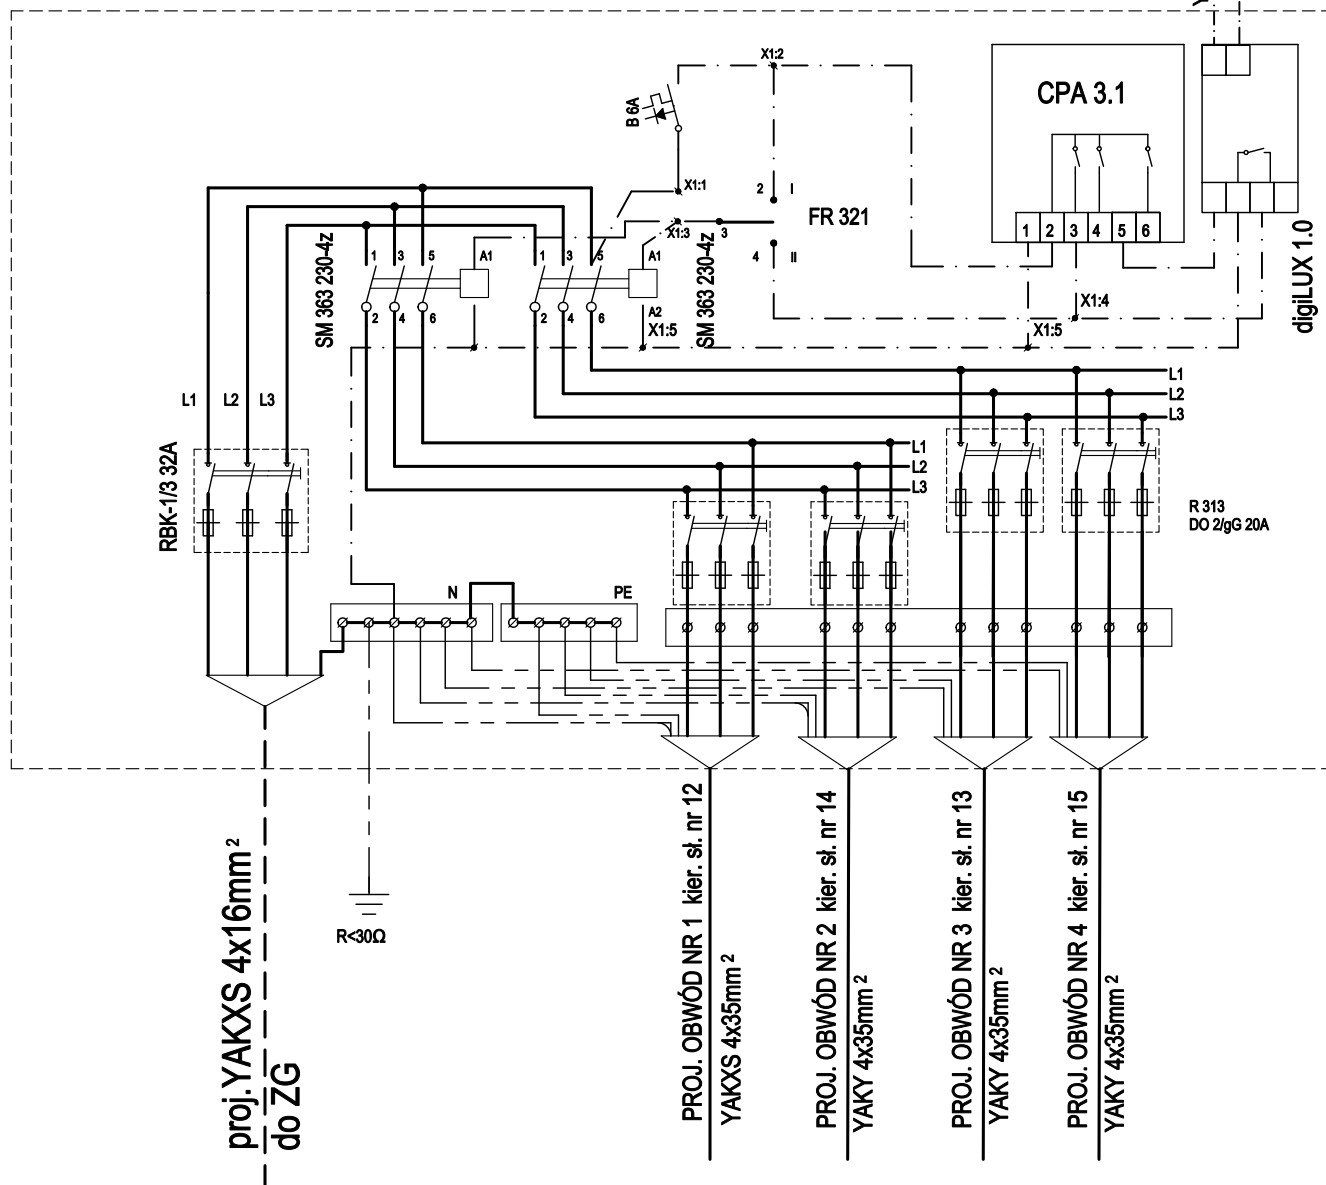 Y
X1:2
CPA 3.1
B 6A
X1:1
2
I
FR 321
X1:3
3
4
II
1 2 3 4 5 6
digiLUX 1.0
SM 363 230-4z
1 3 5
A1
2 4 6
SM 363 230-4z
1 3 5
A1
2 4 6
A2
X1:5
X1:4
X1:5
L1
L2
L3
L1 L2 L3
L1
L2
L3
RBK-1/3 32A
R 313
DO 2/gG 20A
N
PE
R<30Ω
proj.YAKXS 4x16mm²
do ZG
PROJ. OBWÓD NR 1 kier. sł. nr 12
YAKXS 4x35mm²
PROJ. OBWÓD NR 2 kier. sł. nr 14
YAKY 4x35mm²
PROJ. OBWÓD NR 3 kier. sł. nr 13
YAKY 4x35mm²
PROJ. OBWÓD NR 4 kier. sł. nr 15
YAKY 4x35mm²